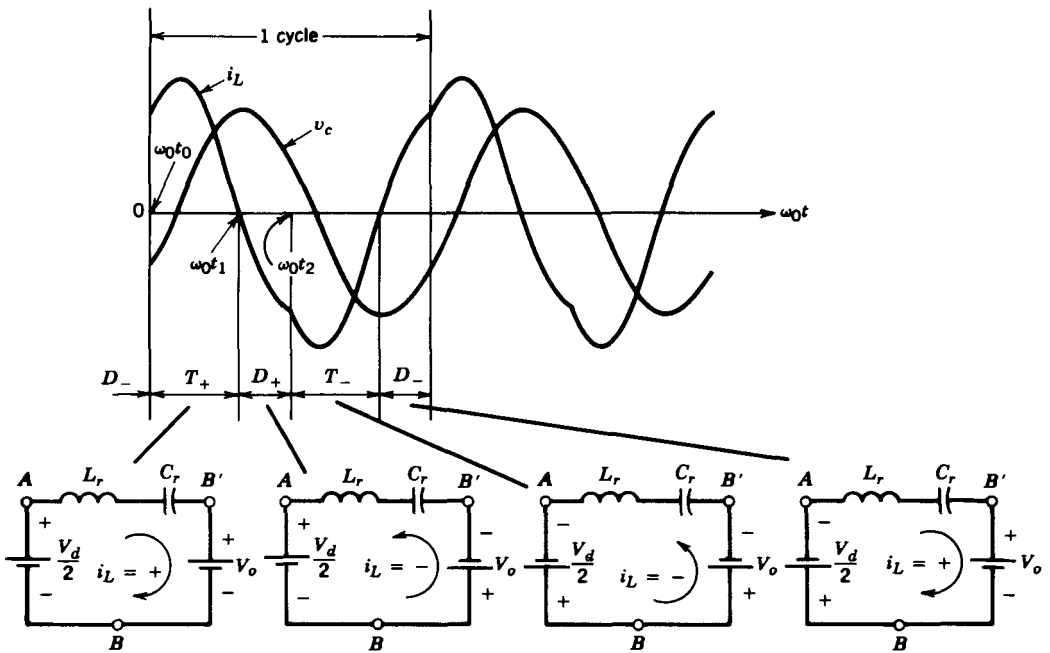 1 cycle
i_L
v_c
ω₀t₀
0
ω₀t
ω₀t₁
ω₀t₂
D₋ T₊ D₊ T₋ D₋
A L_r C_r B′
+ +
V_d/2 i_L = + V_o
− −
B
A L_r C_r B′
+ −
V_d/2 i_L = − V_o
− +
B
A L_r C_r B′
− −
V_d/2 i_L = − V_o
+ +
B
A L_r C_r B′
− +
V_d/2 i_L = + V_o
+ −
B